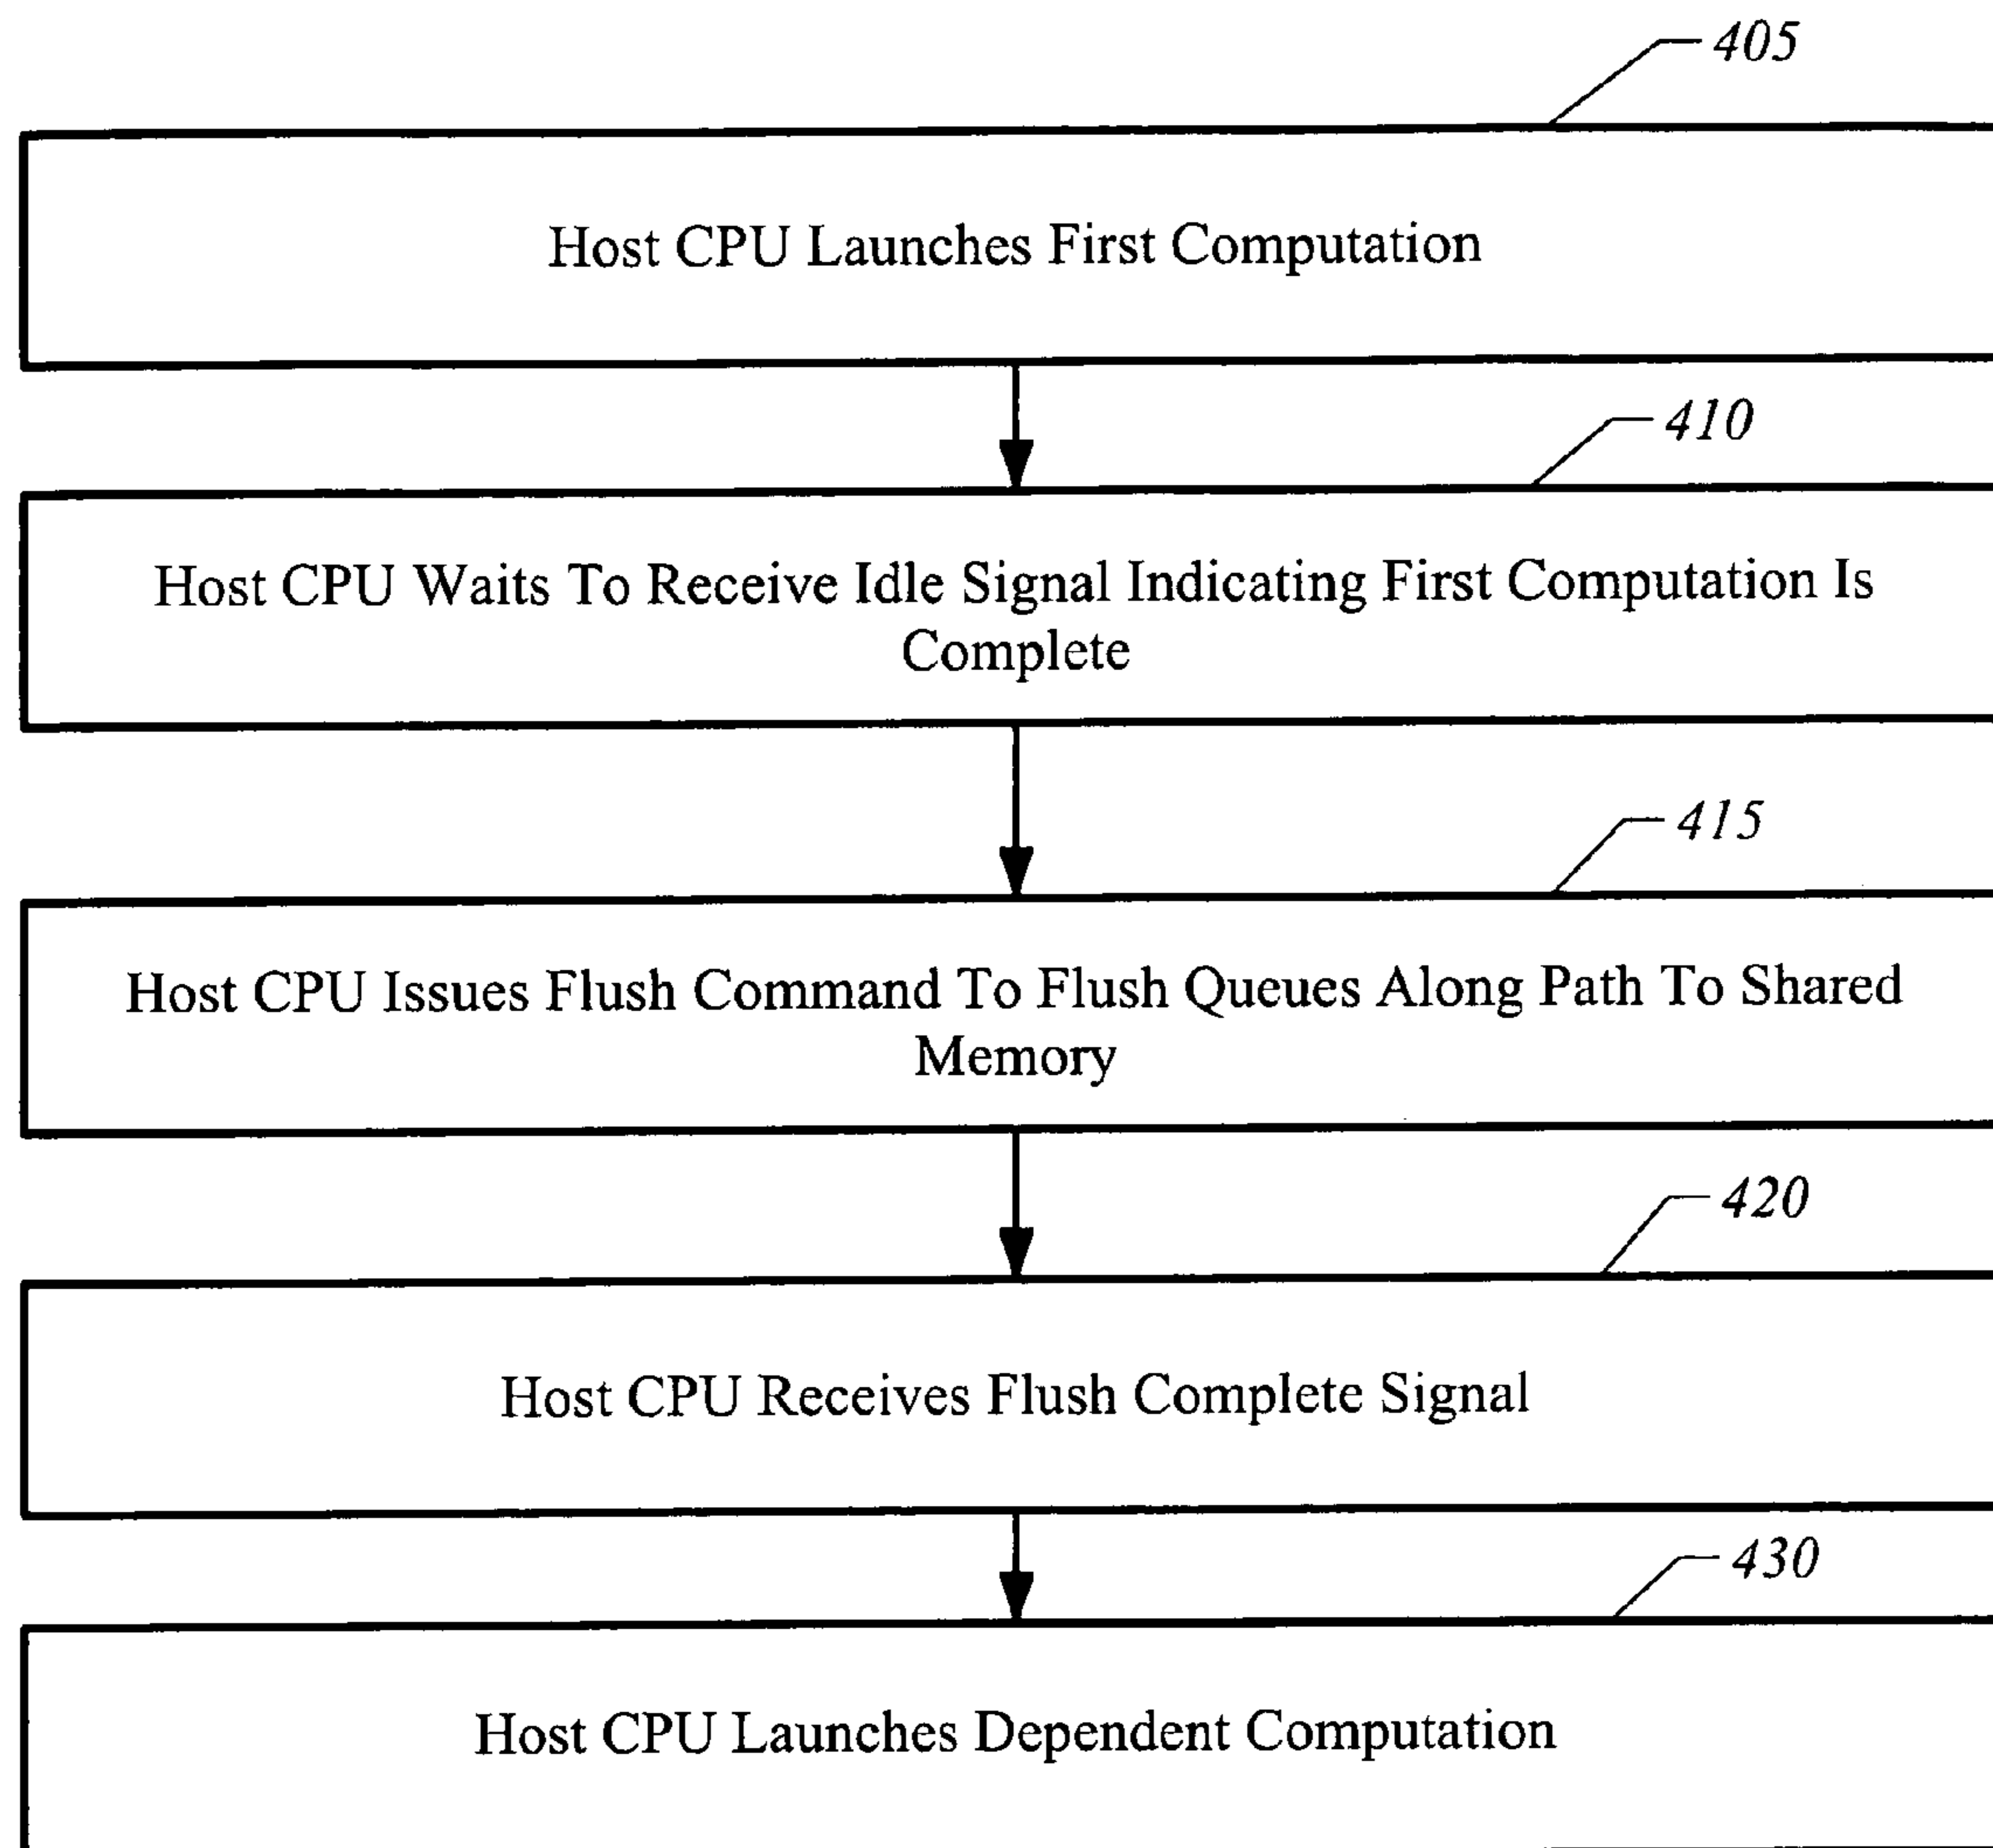 405
Host CPU Launches First Computation
410
Host CPU Waits To Receive Idle Signal Indicating First Computation Is
Complete
415
Host CPU Issues Flush Command To Flush Queues Along Path To Shared
Memory
420
Host CPU Receives Flush Complete Signal
430
Host CPU Launches Dependent Computation